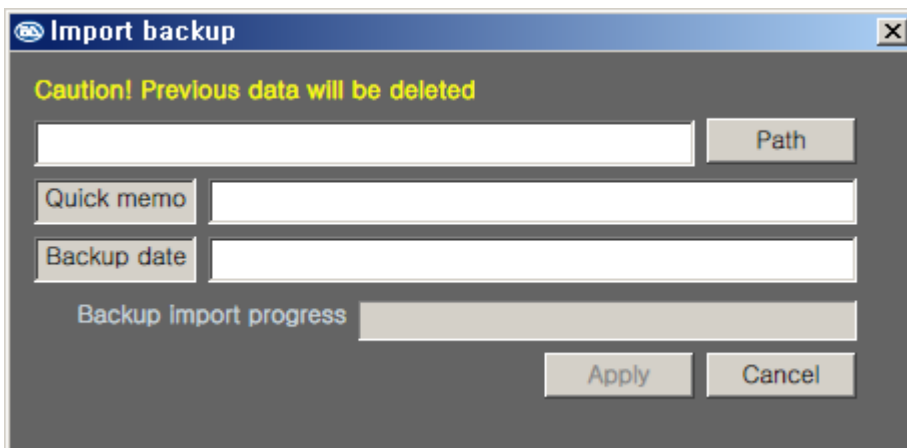 Import backup
Caution! Previous data will be deleted
Path
Quick memo
Backup date
Backup import progress
Apply Cancel